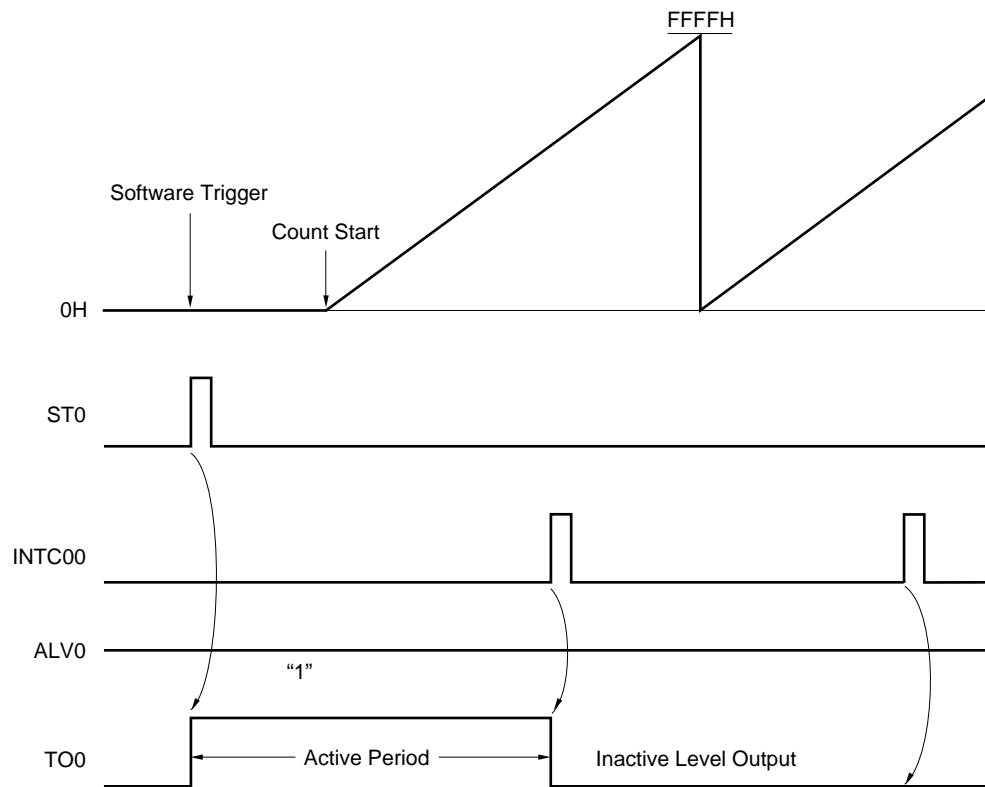 FFFFH
Software Trigger
Count Start
0H
ST0
INTC00
ALV0
“1”
TO0
Active Period
Inactive Level Output